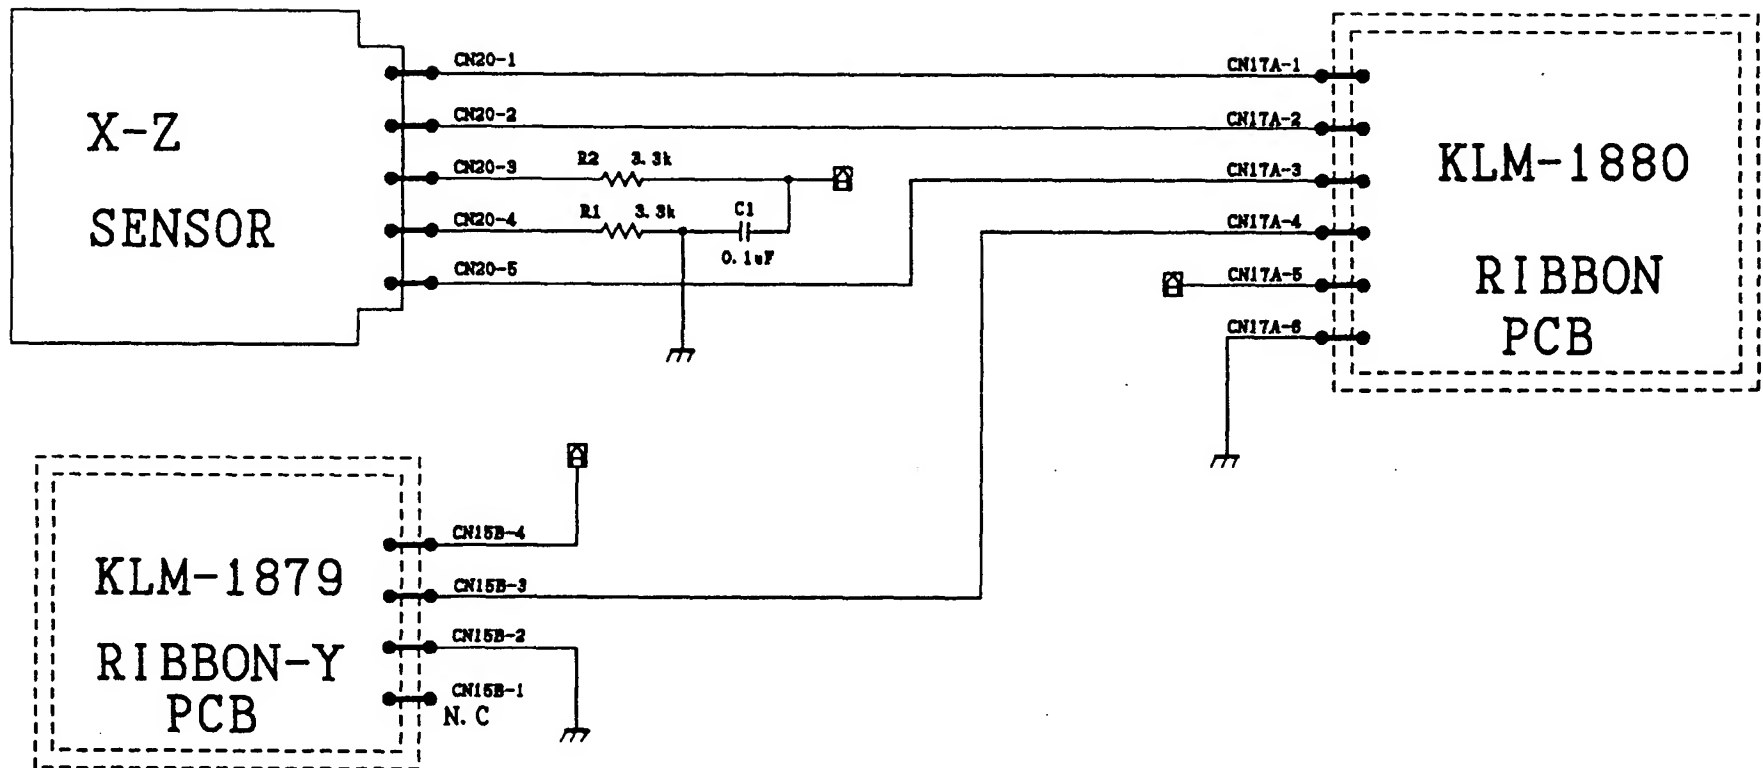 X-Z
SENSOR
CN20-1
CN20-2
CN20-3
R2 3.3k
CN20-4
R1 3.3k
C1
0.1uF
CN20-5
CN17A-1
CN17A-2
CN17A-3
CN17A-4
CN17A-5
CN17A-6
KLM-1880
RIBBON
PCB
KLM-1879
RIBBON-Y
PCB
CN15B-4
CN15B-3
CN15B-2
CN15B-1
N.C